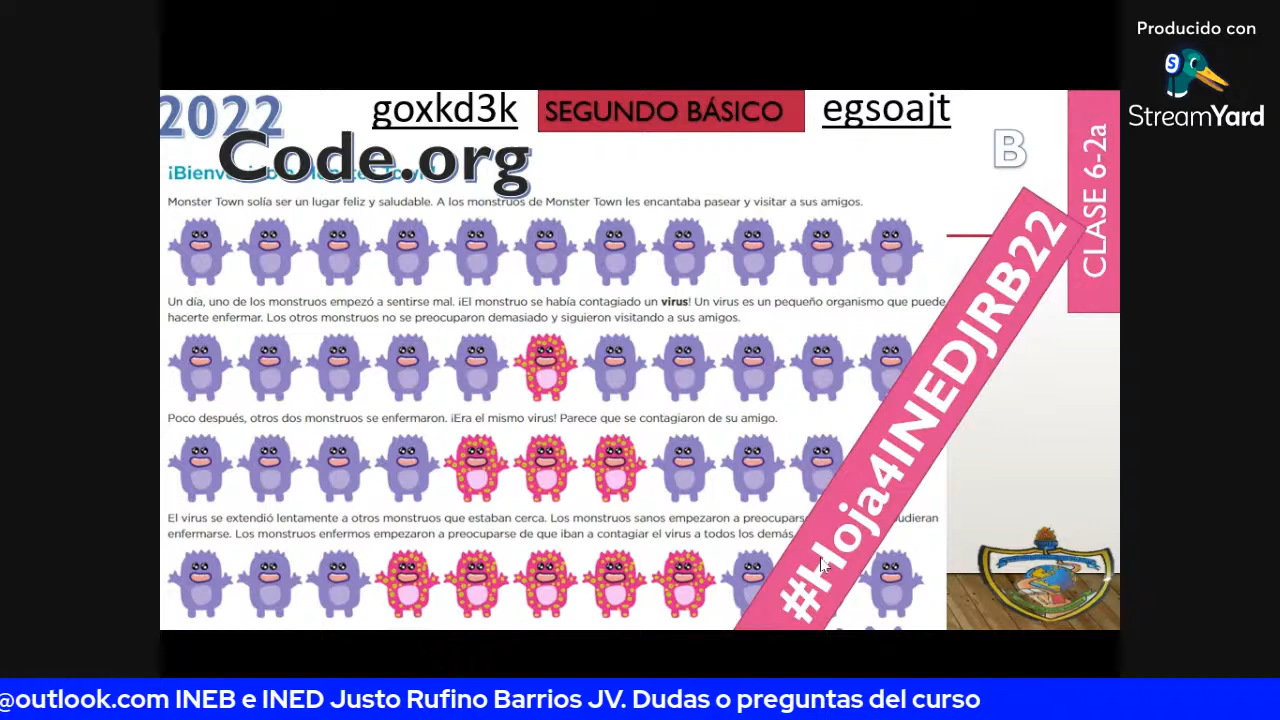 Producido con
StreamYard
2022
goxkd3k
SEGUNDO BÁSICO
egsoajt
Code.org
B
CLASE 6-2a
Monster Town solía ser un lugar feliz y saludable. A los monstruos de Monster Town les encantaba pasear y visitar a sus amigos.
Un día, uno de los monstruos empezó a sentirse mal. ¡El monstruo se había contagiado un virus! Un virus es un pequeño organismo que puede
hacerte enfermar. Los otros monstruos no se preocuparon demasiado y siguieron visitando a sus amigos.
Poco después, otros dos monstruos se enfermaron. ¡Era el mismo virus! Parece que se contagiaron de su amigo.
El virus se extendió lentamente a otros monstruos que estaban cerca. Los monstruos sanos empezaron a
enfermarse. Los monstruos enfermos empezaron a preocuparse de que iban a contagiar el virus a todos los demás.
#Hoja4INEDJRB22
@outlook.com INEB e INED Justo Rufino Barrios JV. Dudas o preguntas del curso